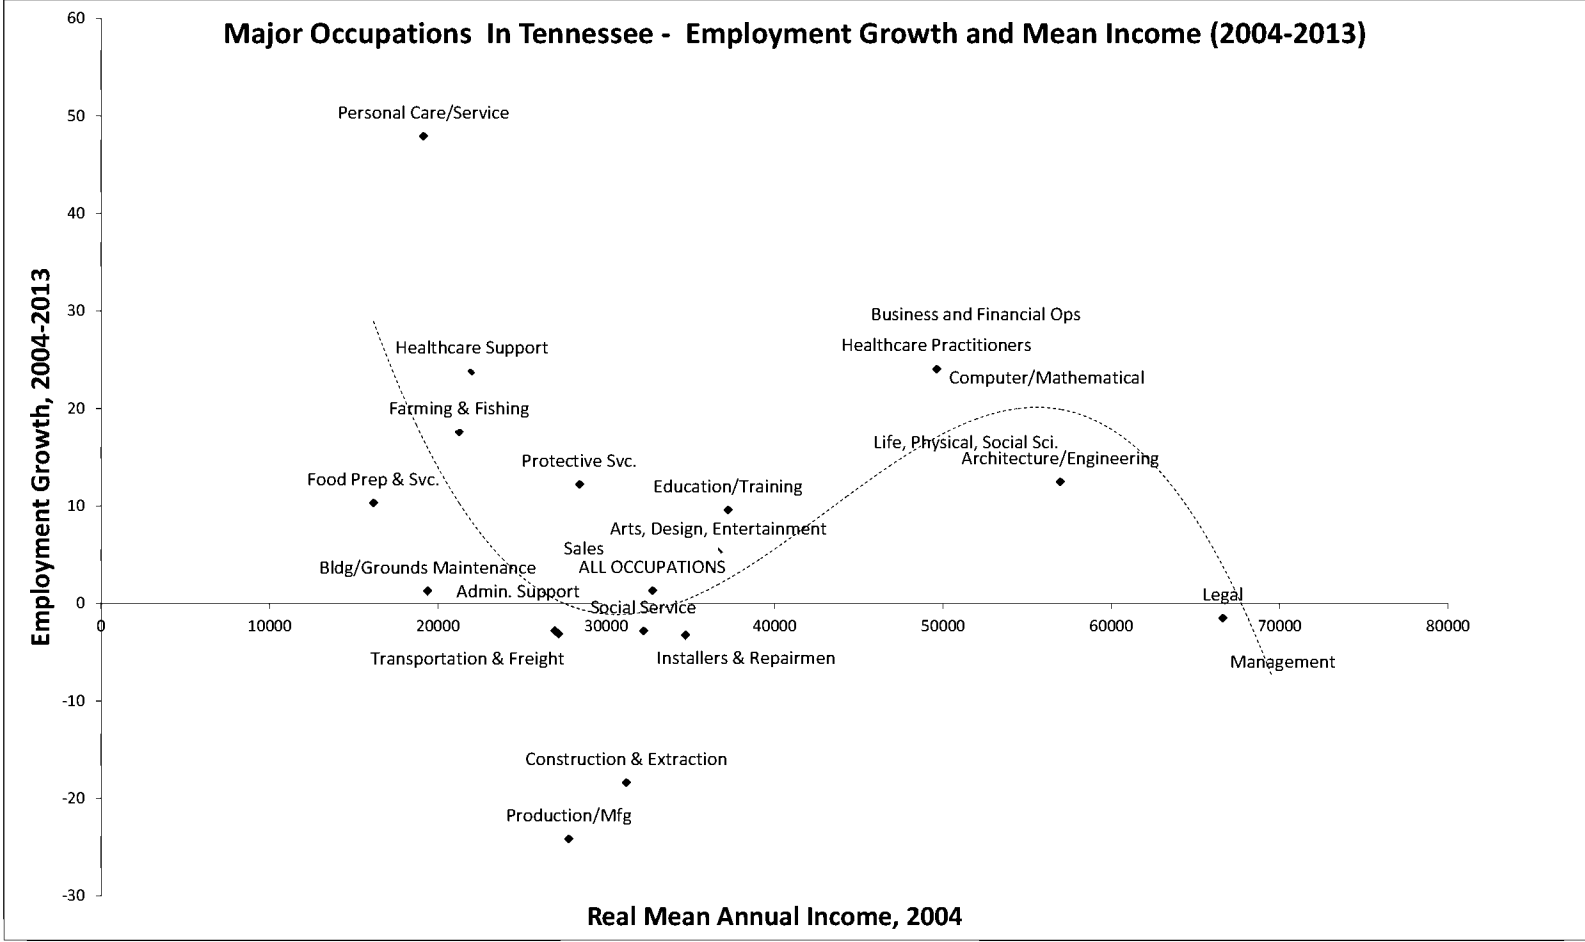 Major Occupations In Tennessee - Employment Growth and Mean Income (2004-2013)
Employment Growth, 2004-2013
60
50
40
30
20
10
0
-10
-20
-30
Personal Care/Service
Business and Financial Ops
Healthcare Support
Healthcare Practitioners
Computer/Mathematical
Farming & Fishing
Life, Physical, Social Sci.
Protective Svc.
Architecture/Engineering
Food Prep & Svc.
Education/Training
Arts, Design, Entertainment
Sales
Bldg/Grounds Maintenance
ALL OCCUPATIONS
Admin. Support
Legal
Social Service
0
10000
20000
30000
40000
50000
60000
70000
80000
Transportation & Freight
Installers & Repairmen
Management
Construction & Extraction
Production/Mfg
Real Mean Annual Income, 2004